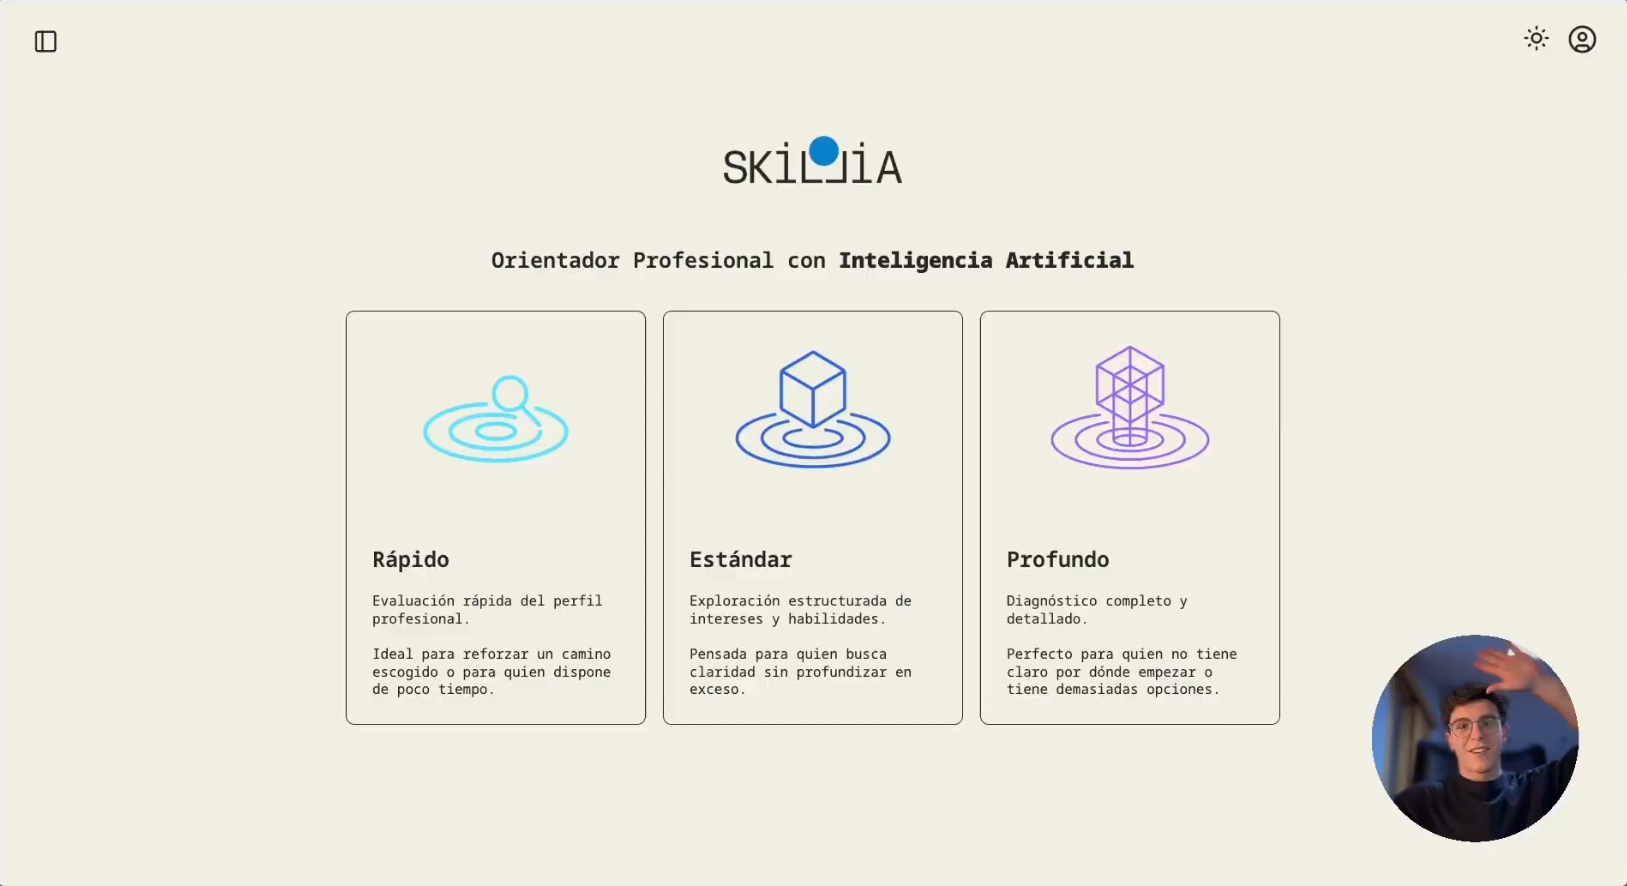 SKiLLiA
Orientador Profesional con Inteligencia Artificial
Rápido
Evaluación rápida del perfil
profesional.
Ideal para reforzar un camino
escogido o para quien dispone
de poco tiempo.
Estándar
Exploración estructurada de
intereses y habilidades.
Pensada para quien busca
claridad sin profundizar en
exceso.
Profundo
Diagnóstico completo y
detallado.
Perfecto para quien no tiene
claro por dónde empezar o
tiene demasiadas opciones.